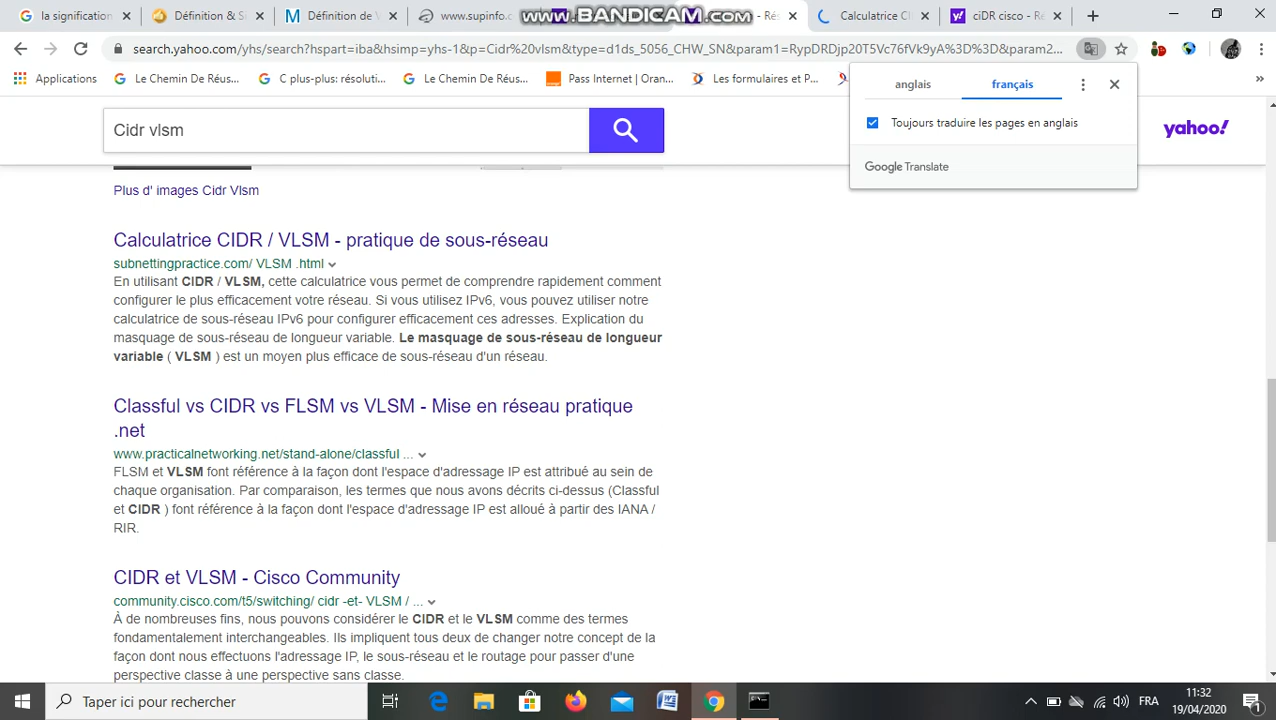 la signification
Définition & Si
la définition de
www.supinfo.c
www.BANDICAM.com
Rés
Calculatrice CI
ciDR cisco - Re
search.yahoo.com/yhs/search?hspart=iba&hsimp=yhs-1&p=Cidr%20vlsm&type=d1ds_5056_CHW_SN&param1=RypDRDjp20T5Vc76fVk9yA%3D%3D&param2...
Applications
Le Chemin De Réus...
C plus-plus: résoluti...
Le Chemin De Réus...
Pass Internet | Oran...
Les formulaires et P...
»
anglais
français
Toujours traduire les pages en anglais
Google Translate
Cidr vlsm
yahoo!
Plus d' images Cidr Vlsm
Calculatrice CIDR / VLSM - pratique de sous-réseau
subnettingpractice.com/ VLSM .html
En utilisant CIDR / VLSM, cette calculatrice vous permet de comprendre rapidement comment
configurer le plus efficacement votre réseau. Si vous utilisez IPv6, vous pouvez utiliser notre
calculatrice de sous-réseau IPv6 pour configurer efficacement ces adresses. Explication du
masquage de sous-réseau de longueur variable. Le masquage de sous-réseau de longueur
variable ( VLSM ) est un moyen plus efficace de sous-réseau d'un réseau.
Classful vs CIDR vs FLSM vs VLSM - Mise en réseau pratique
.net
www.practicalnetworking.net/stand-alone/classful ...
FLSM et VLSM font référence à la façon dont l'espace d'adressage IP est attribué au sein de
chaque organisation. Par comparaison, les termes que nous avons décrits ci-dessus (Classful
et CIDR ) font référence à la façon dont l'espace d'adressage IP est alloué à partir des IANA /
RIR.
CIDR et VLSM - Cisco Community
community.cisco.com/t5/switching/ cidr -et- VLSM / ...
À de nombreuses fins, nous pouvons considérer le CIDR et le VLSM comme des termes
fondamentalement interchangeables. Ils impliquent tous deux de changer notre concept de la
façon dont nous effectuons l'adressage IP, le sous-réseau et le routage pour passer d'une
perspective classe à une perspective sans classe.
Taper ici pour rechercher
FRA
11:32
19/04/2020
1